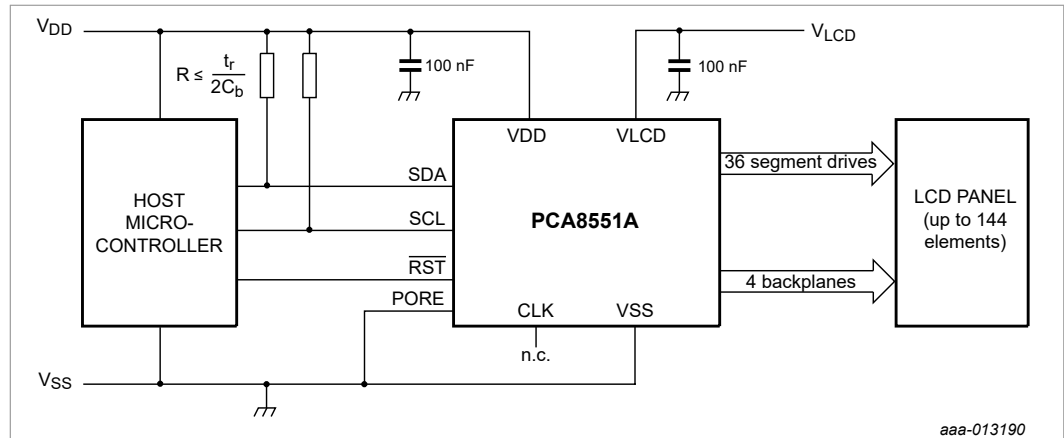 VDD
VLCD
R ≤ tr/2Cb
100 nF
100 nF
VDD
VLCD
36 segment drives
SDA
HOST
MICRO-
CONTROLLER
LCD PANEL
(up to 144
elements)
SCL
PCA8551A
RST
4 backplanes
PORE
CLK
VSS
n.c.
VSS
aaa-013190